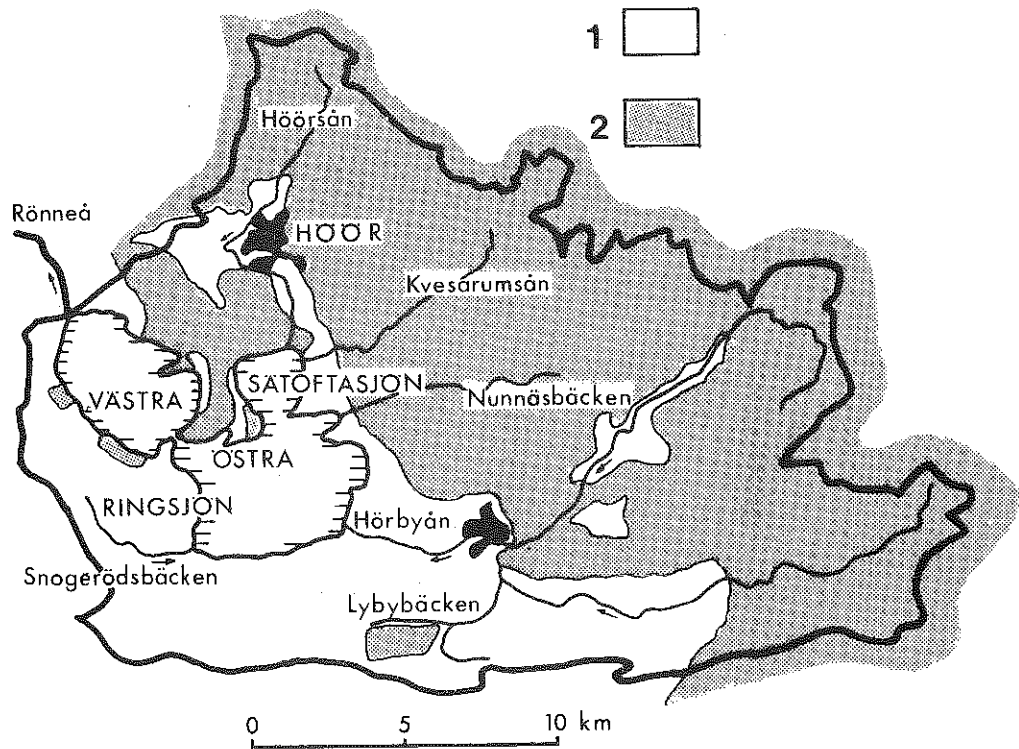 1
2
Höörsån
Rönneå
HÖÖR
Kvesarumsån
VÄSTRA
SÄTOFTASJÖN
Nunnäsbäcken
ÖSTRA
RINGSJÖN
Hörbyån
Snogerödsbäcken
Lybybäcken
0 5 10 km